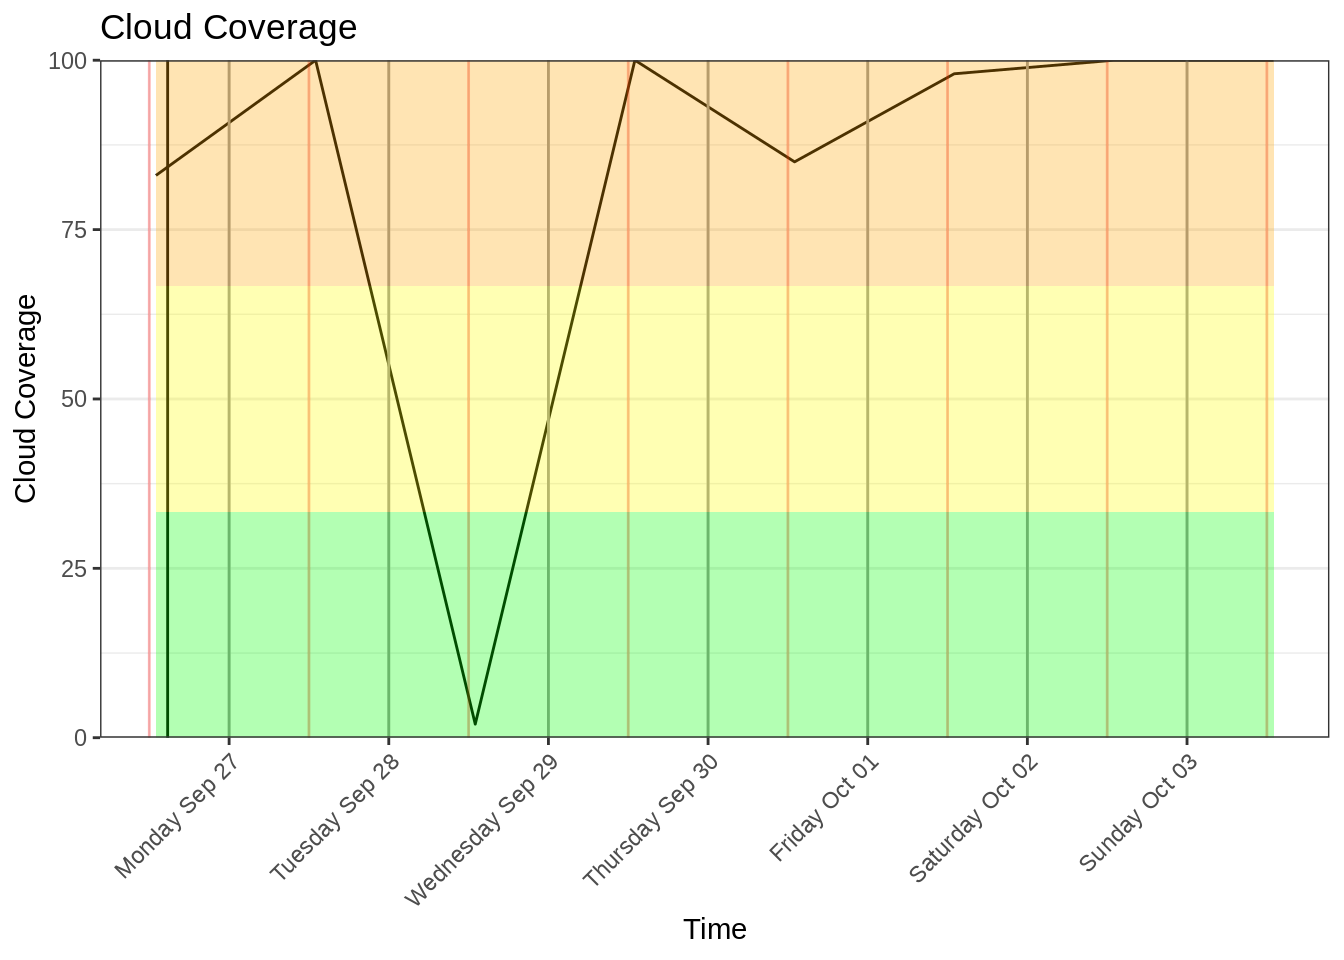 Cloud Coverage
100
75
50
25
0
Cloud Coverage
Monday Sep 27
Tuesday Sep 28
Wednesday Sep 29
Thursday Sep 30
Friday Oct 01
Saturday Oct 02
Sunday Oct 03
Time